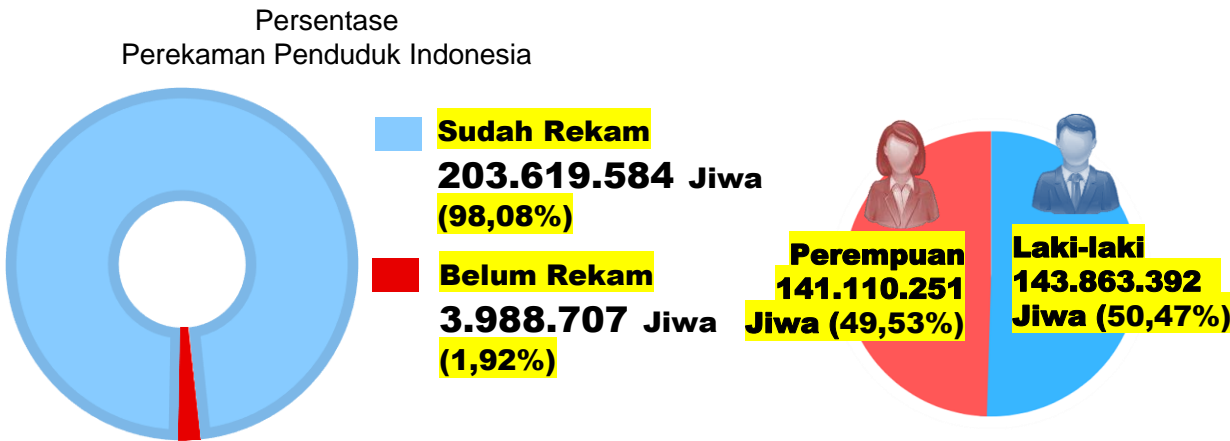 Persentase
Perekaman Penduduk Indonesia
Sudah Rekam
203.619.584 Jiwa
(98,08%)
Belum Rekam
3.988.707 Jiwa
(1,92%)
Perempuan
141.110.251
Jiwa (49,53%)
Laki-laki
143.863.392
Jiwa (50,47%)